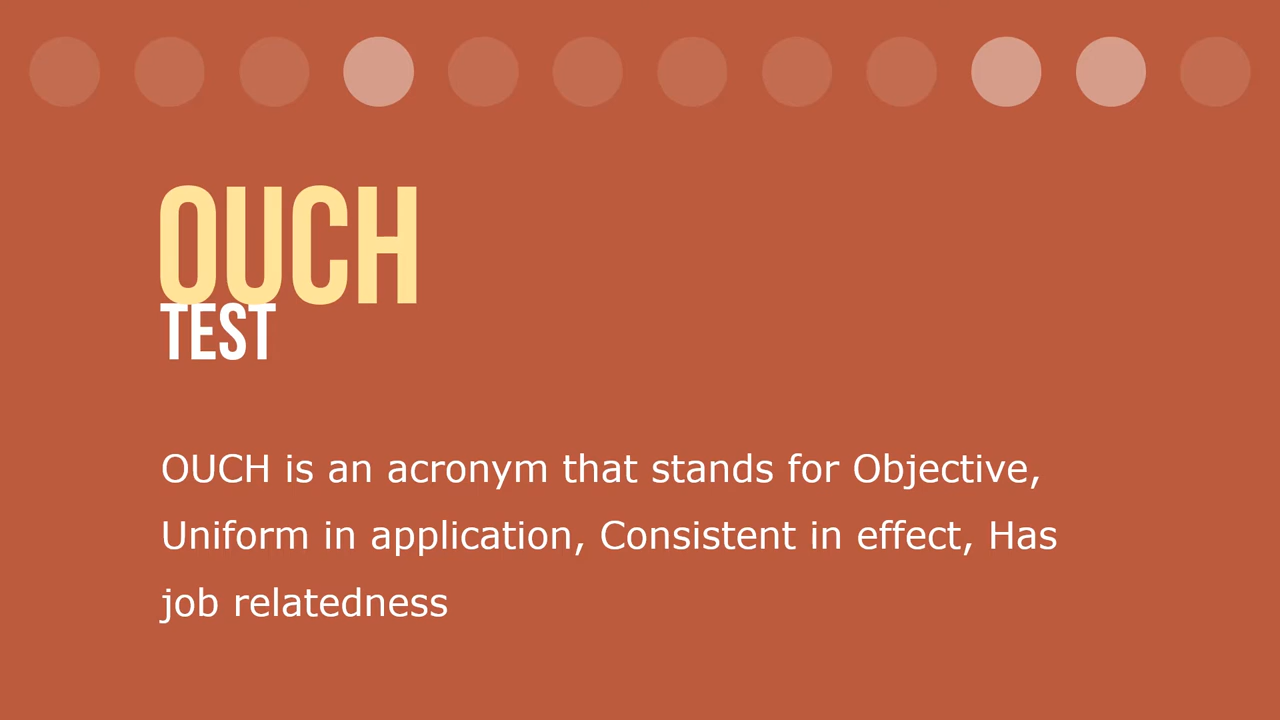 OUCH
TEST
OUCH is an acronym that stands for Objective,
Uniform in application, Consistent in effect, Has
job relatedness